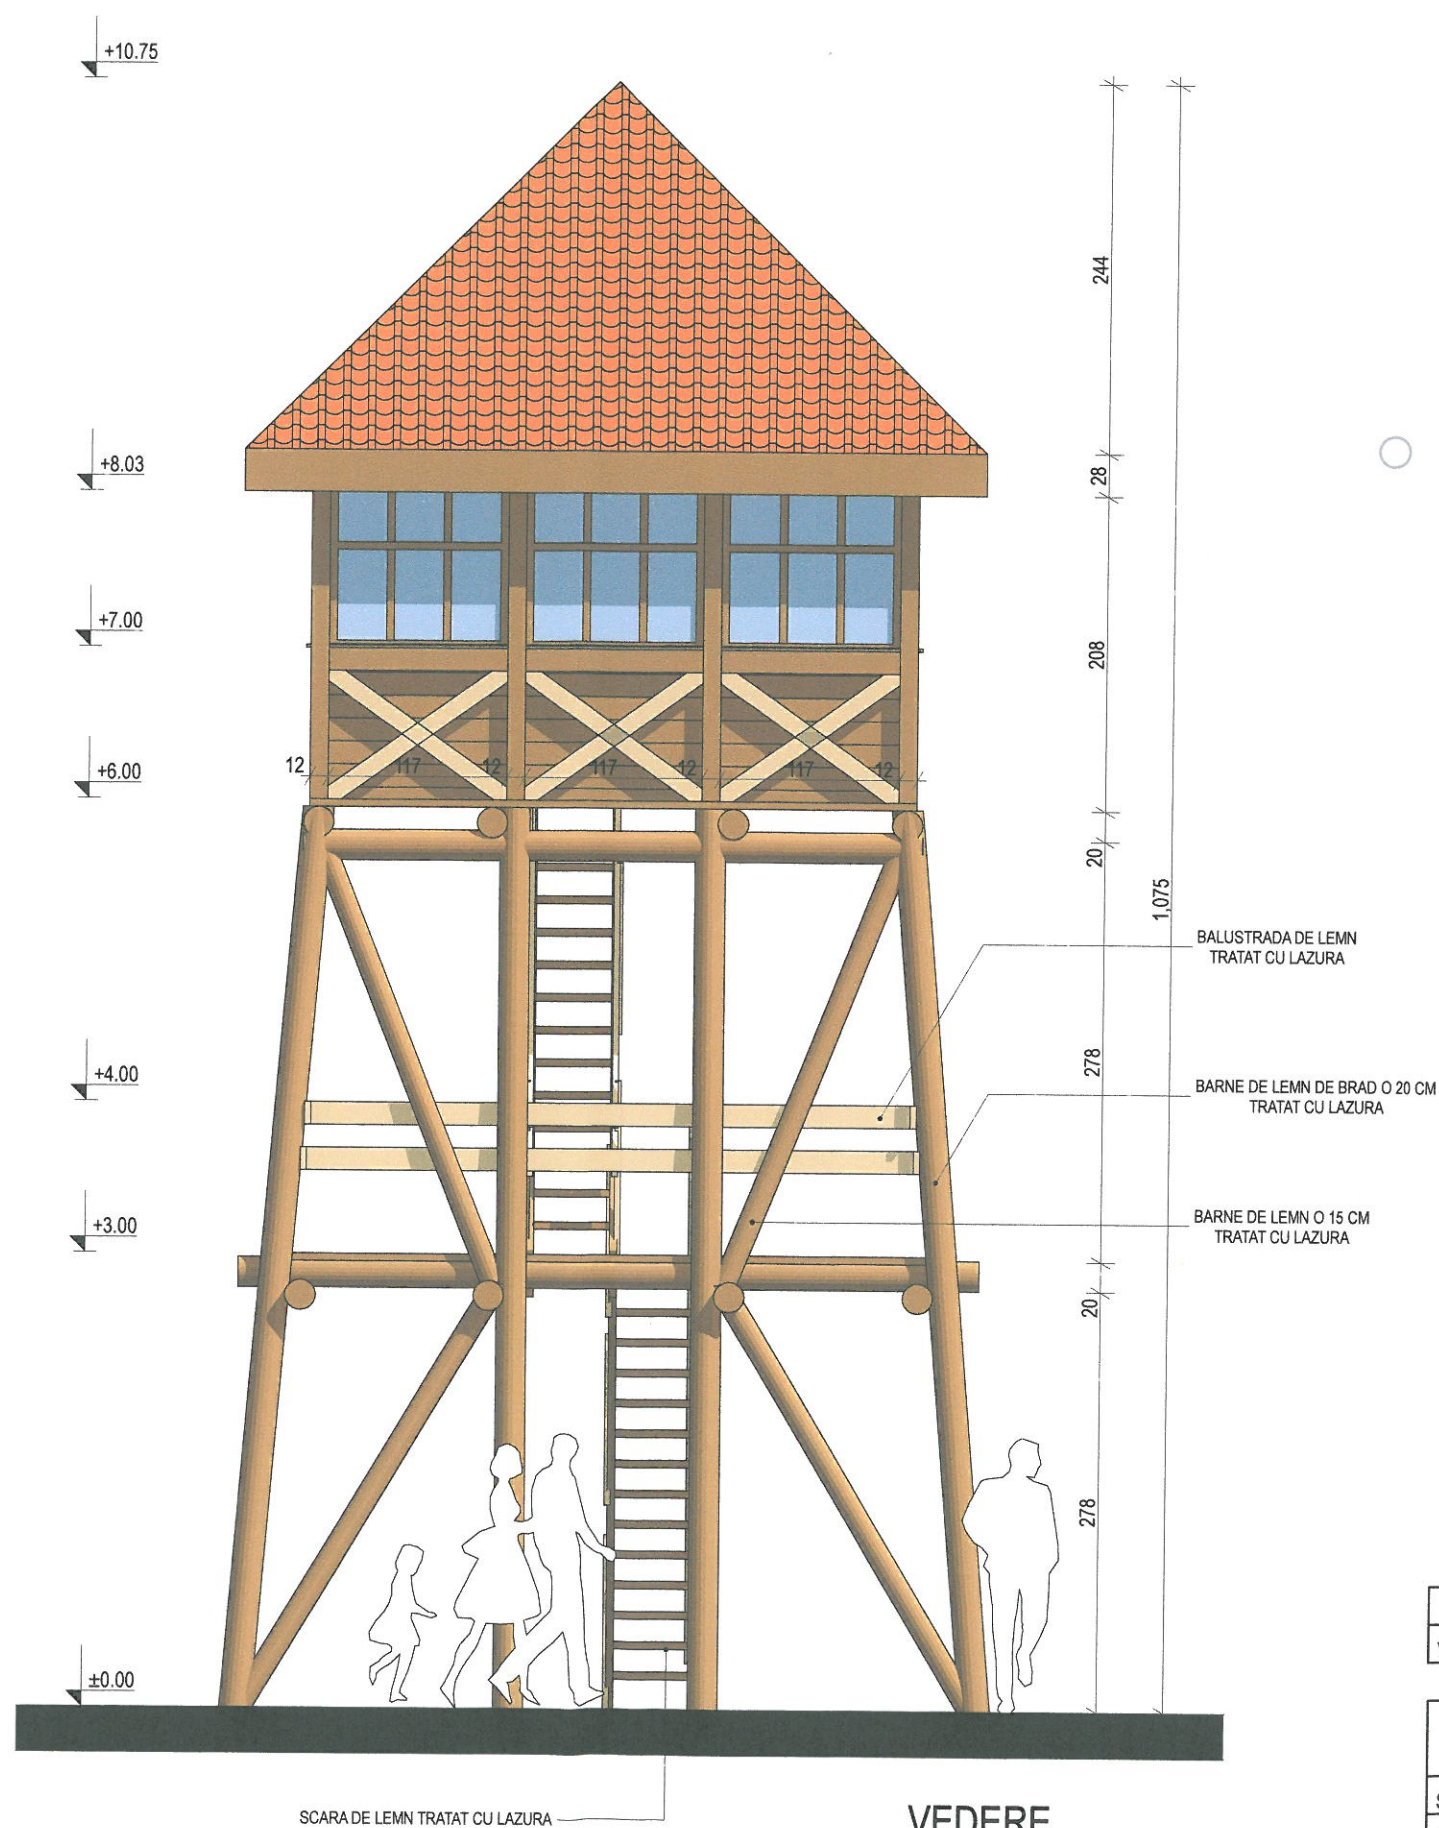 +10.75
244
+8.03
28
+7.00
208
+6.00
12 117 12 117 12 117 12
20
1,075
BALUSTRADA DE LEMN
TRATAT CU LAZURA
278
+4.00
BARNE DE LEMN DE BRAD O 20 CM
TRATAT CU LAZURA
+3.00
BARNE DE LEMN O 15 CM
TRATAT CU LAZURA
20
278
±0.00
SCARA DE LEMN TRATAT CU LAZURA
VEDERE